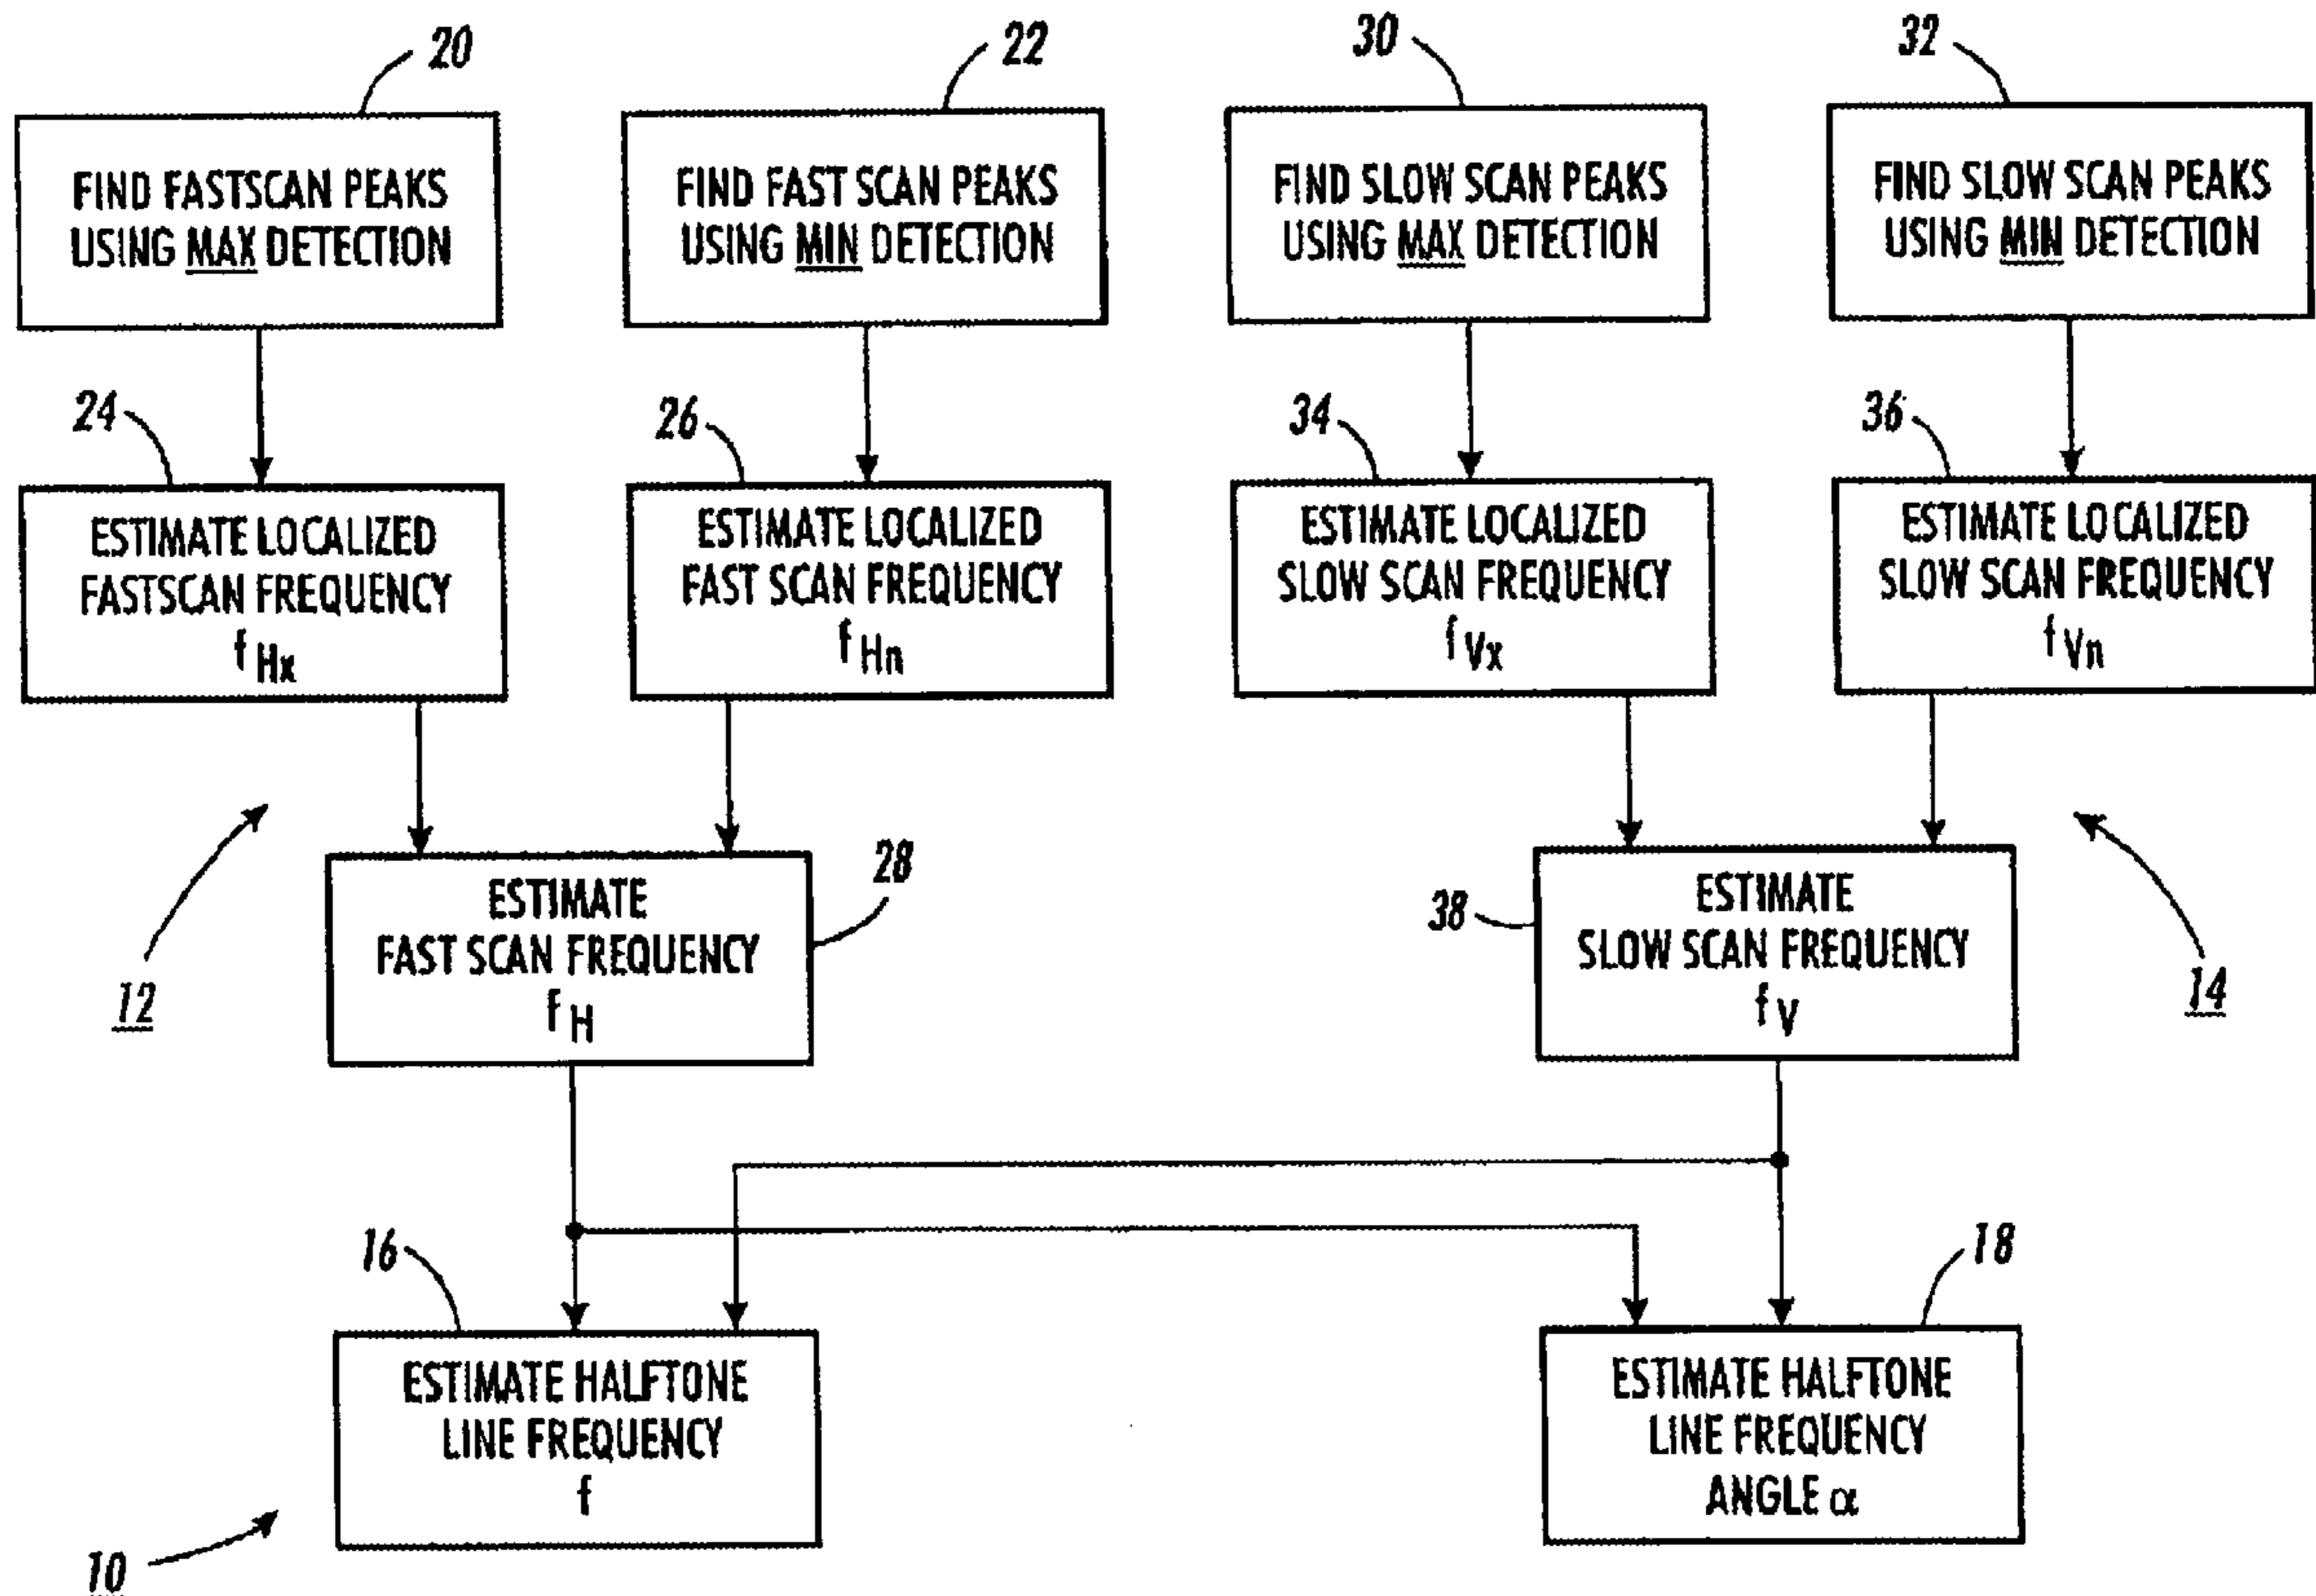 20
22
30
32
FIND FASTSCAN PEAKS
USING MAX DETECTION
FIND FAST SCAN PEAKS
USING MIN DETECTION
FIND SLOW SCAN PEAKS
USING MAX DETECTION
FIND SLOW SCAN PEAKS
USING MIN DETECTION
24
26
34
36
ESTIMATE LOCALIZED
FASTSCAN FREQUENCY
f Hx
ESTIMATE LOCALIZED
FAST SCAN FREQUENCY
f Hn
ESTIMATE LOCALIZED
SLOW SCAN FREQUENCY
f Vx
ESTIMATE LOCALIZED
SLOW SCAN FREQUENCY
f Vn
12
ESTIMATE
FAST SCAN FREQUENCY
f H
28
38
ESTIMATE
SLOW SCAN FREQUENCY
f V
14
16
ESTIMATE HALFTONE
LINE FREQUENCY
f
18
ESTIMATE HALFTONE
LINE FREQUENCY
ANGLE α
10